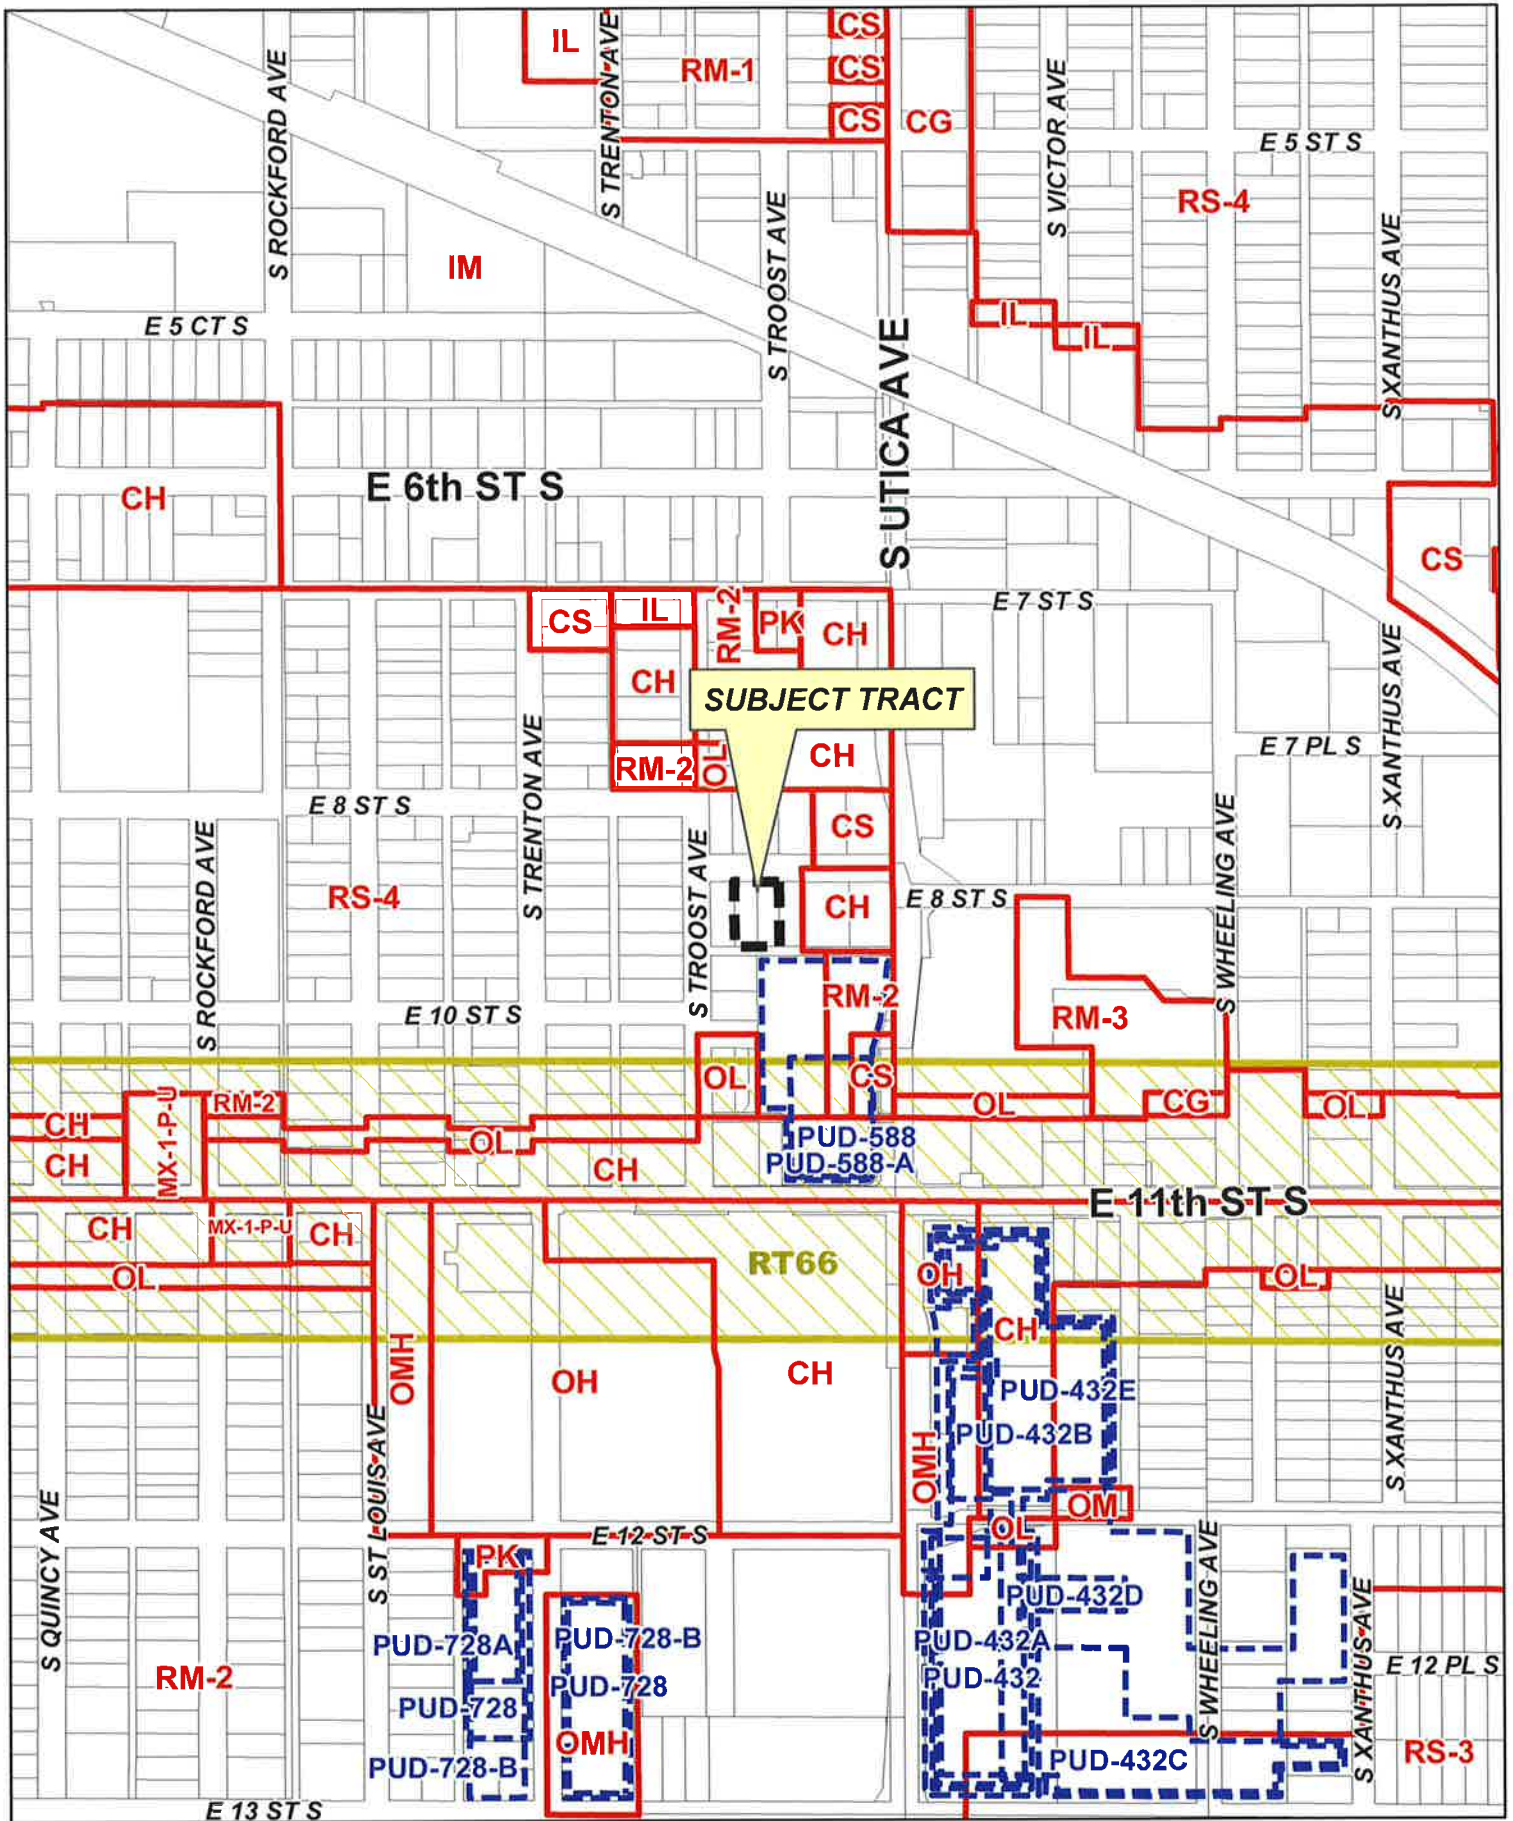 CS
IL
RM-1
CS
CS
CG
S ROCKFORD AVE
S TRENTON AVE
S VICTOR AVE
E 5 ST S
RS-4
S TROOST AVE
S XANTHUS AVE
IM
IL
IL
E 5 CT S
S UTICA AVE
CH
E 6th ST S
CS
E 7 ST S
CS
IL
RM-2
PK
CH
CH
SUBJECT TRACT
S XANTHUS AVE
E 7 PL S
RM-2
OL
CH
E 8 ST S
S TRENTON AVE
CS
S ROCKFORD AVE
RS-4
S TROOST AVE
CH
E 8 ST S
S WHEELING AVE
RM-2
E 10 ST S
RM-3
OL
CS
CH
MX-1-P-U
RM-2
OL
CG
OL
CH
OL
CH
PUD-588
PUD-588-A
E 11th ST S
CH
MX-1-P-U
CH
OL
RT66
OH
OL
CH
OMH
OH
CH
PUD-432E
PUD-432B
OMH
S XANTHUS AVE
OM
OL
S QUINCY AVE
S ST LOUIS AVE
E 12 ST S
PK
S WHEELING AVE
PUD-432D
PUD-728A
PUD-728-B
PUD-432A
RM-2
PUD-728
PUD-432
S XANTHUS AVE
E 12 PL S
PUD-728
OMH
PUD-728-B
PUD-432C
RS-3
E 13 ST S